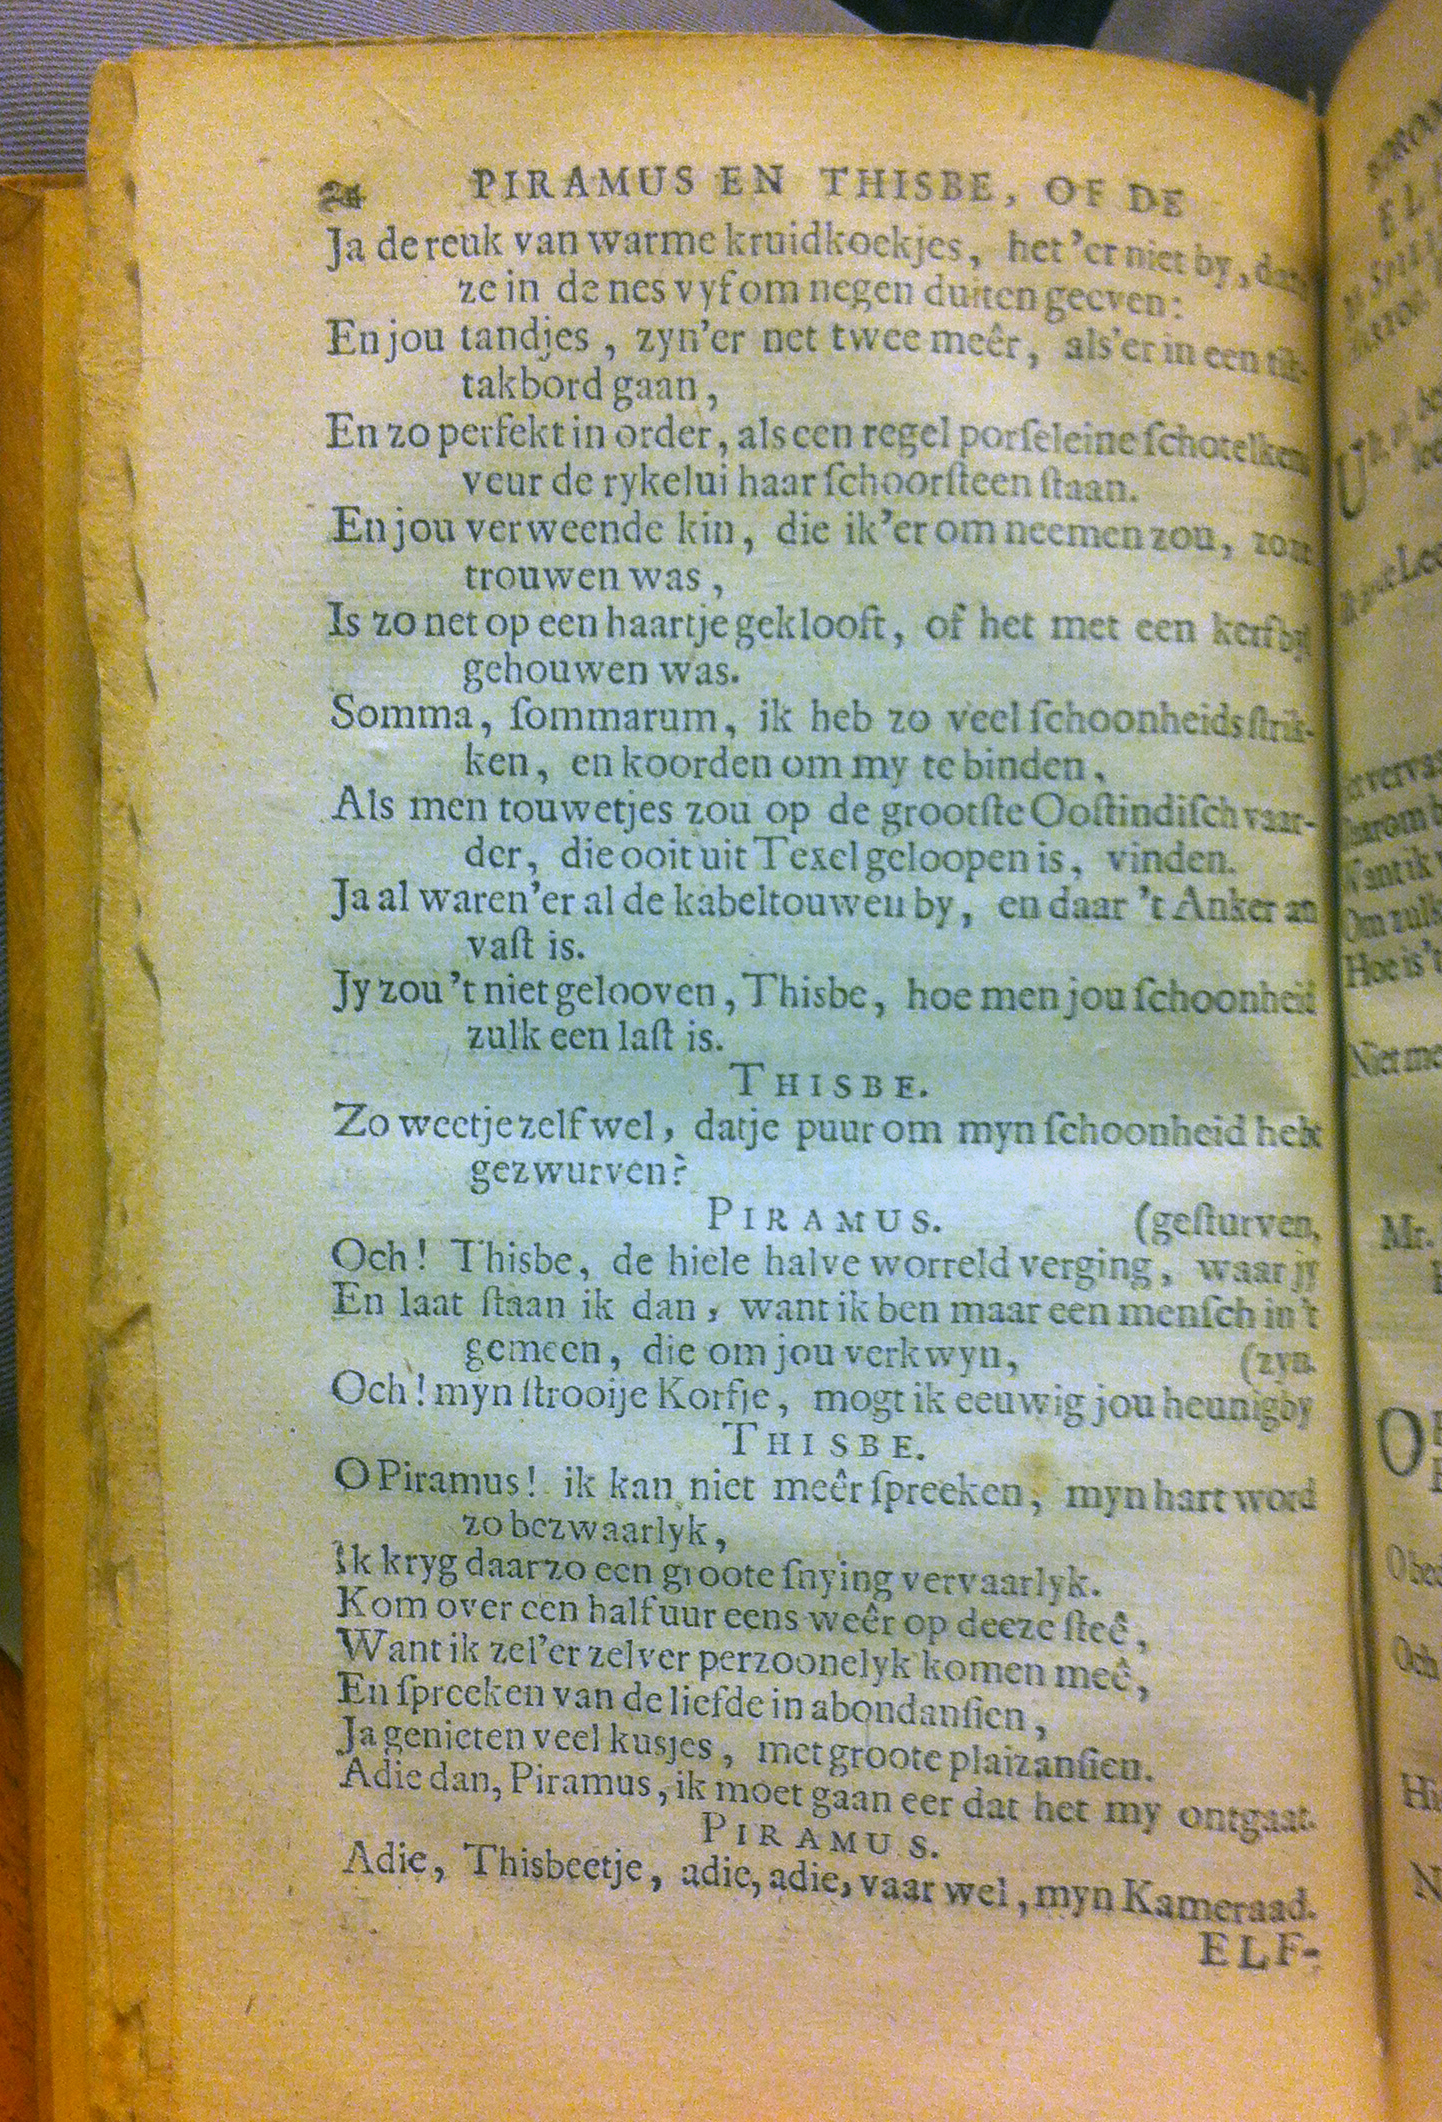 24 PIRAMUS EN THISBE, OF DE
Ja de reuk van warme kruidkoekjes, het 'er niet by, daar
ze in de nes vyf om negen duiten geeven:
En jou tandjes, zyn'er net twee meêr, als'er in een tik-
takbord gaan,
En zo perfekt in order, als een regel porſeleine ſchotelkens
veur de rykelui haar ſchoorſteen ſtaan.
En jou verweende kin, die ik'er om neemen zou, zo
trouwen was,
Is zo net op een haartje geklooft, of het met een kerfbyl
gehouwen was.
Somma, ſommarum, ik heb zo veel ſchoonheids ſtrik-
ken, en koorden om my te binden,
Als men touwetjes zou op de grootſte Ooſtindiſch vaar-
der, die ooit uit Texel geloopen is, vinden.
Ja al waren'er al de kabeltouwen by, en daar 't Anker an
vaſt is.
Jy zou 't niet gelooven, Thisbe, hoe men jou ſchoonheid
zulk een laſt is.
THISBE.
Zo weetje zelf wel, datje puur om myn ſchoonheid hebt
gezwurven?
PIRAMUS. (geſturven,
Och! Thisbe, de hiele halve worreld verging, waar jy
En laat ſtaan ik dan, want ik ben maar een menſch in 't
gemeen, die om jou verkwyn, (zyn.
Och! myn ſtrooije Korfje, mogt ik eeuwig jou heunigby
THISBE.
O Piramus! ik kan niet meêr ſpreeken, myn hart word
zo bezwaarlyk,
Ik kryg daar zo een groote ſnying vervaarlyk.
Kom over een half uur eens weêr op deeze ſteê,
Want ik zel'er zelver perzoonelyk komen meê,
En ſpreeken van de liefde in abondanſien,
Ja genieten veel kusjes, met groote plaizanſien.
Adie dan, Piramus, ik moet gaan eer dat het my ontgaat.
PIRAMUS.
Adie, Thisbeetje, adie, adie, vaar wel, myn Kameraad.
ELF-